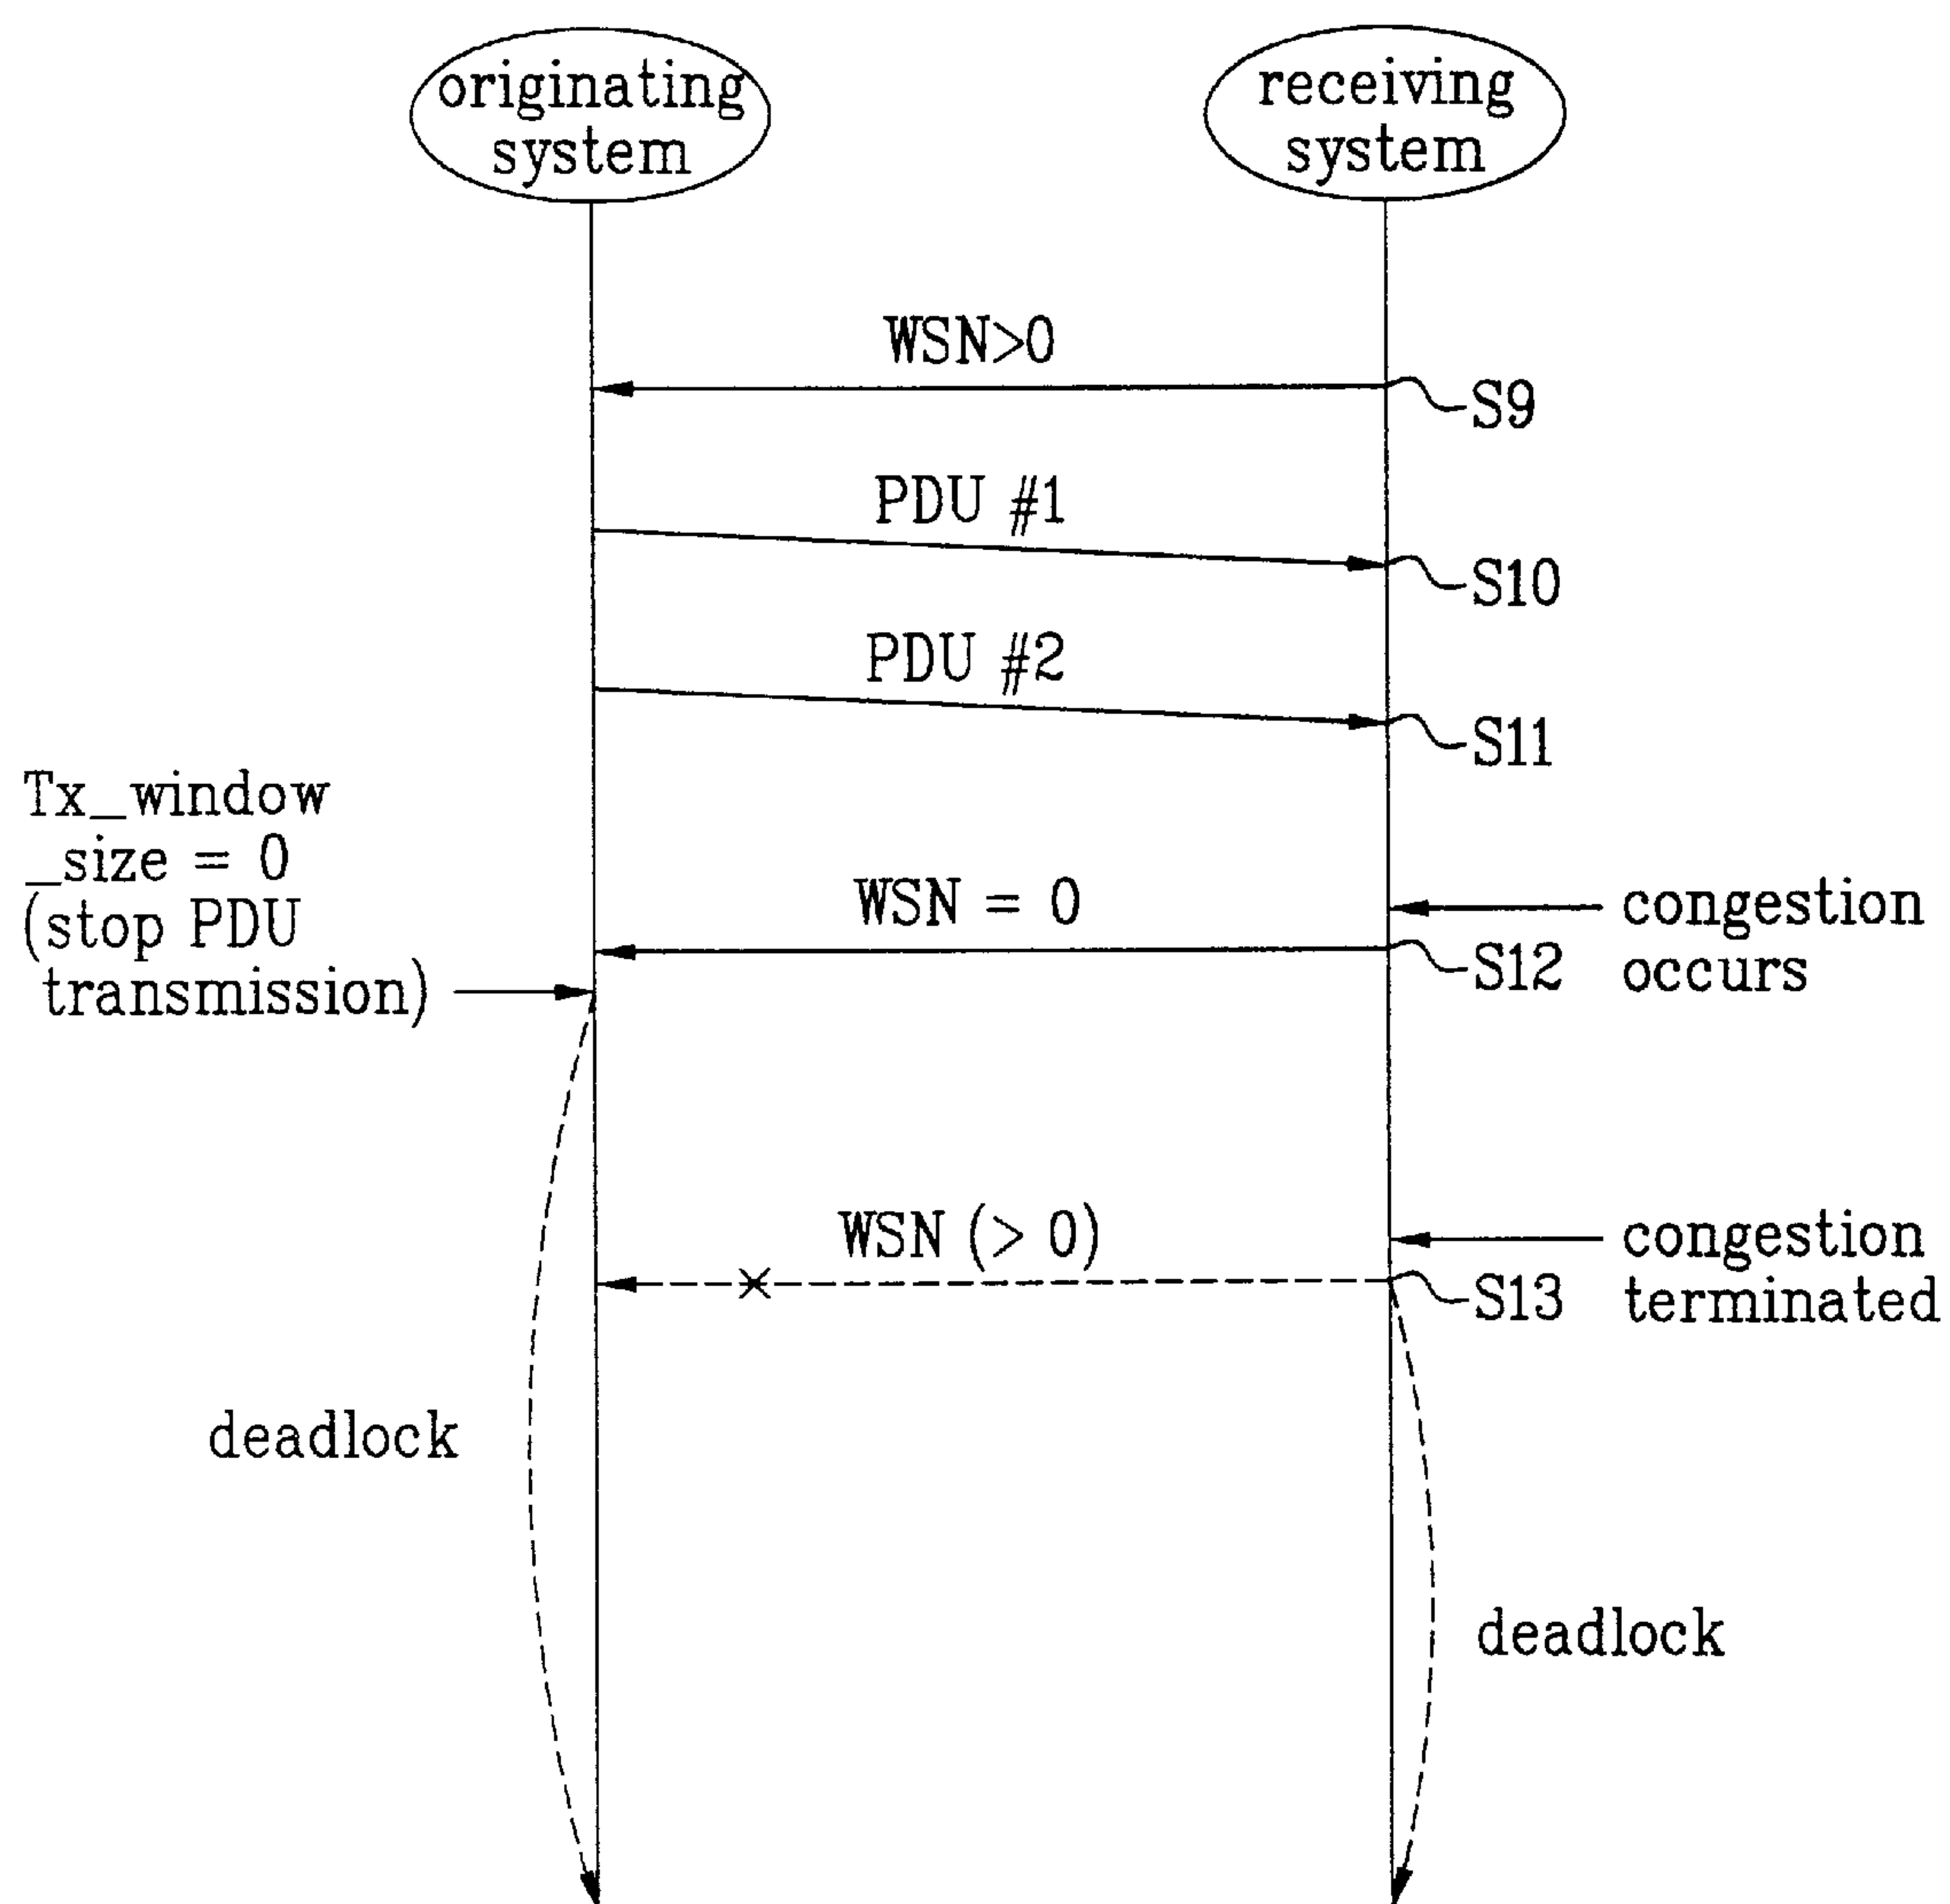 originating
system
receiving
system
WSN>0
S9
PDU #1
S10
PDU #2
S11
Tx_window
_size = 0
(stop PDU
transmission)
WSN = 0
congestion
occurs
S12
WSN (> 0)
congestion
terminated
S13
deadlock
deadlock